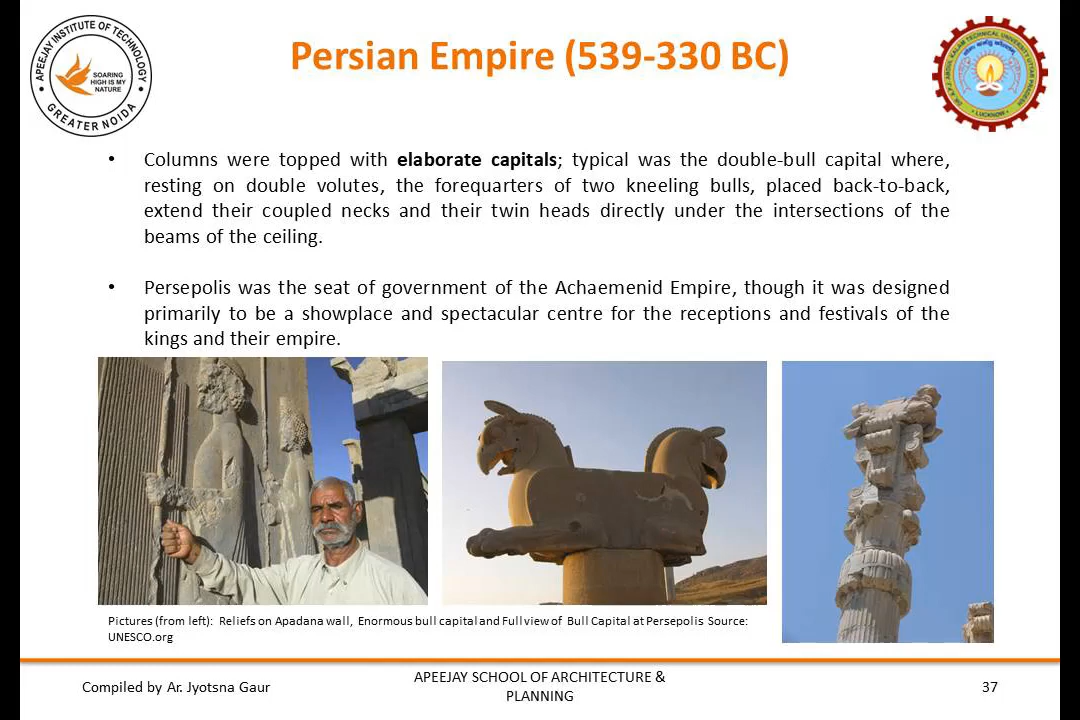 APEEJAY INSTITUTE OF TECHNOLOGY
SOARING
HIGH IS MY
NATURE
GREATER NOIDA
Persian Empire (539-330 BC)
• Columns were topped with elaborate capitals; typical was the double-bull capital where,
resting on double volutes, the forequarters of two kneeling bulls, placed back-to-back,
extend their coupled necks and their twin heads directly under the intersections of the
beams of the ceiling.
• Persepolis was the seat of government of the Achaemenid Empire, though it was designed
primarily to be a showplace and spectacular centre for the receptions and festivals of the
kings and their empire.
Pictures (from left): Reliefs on Apadana wall, Enormous bull capital and Full view of Bull Capital at Persepolis Source:
UNESCO.org
Compiled by Ar. Jyotsna Gaur
APEEJAY SCHOOL OF ARCHITECTURE &
PLANNING
37